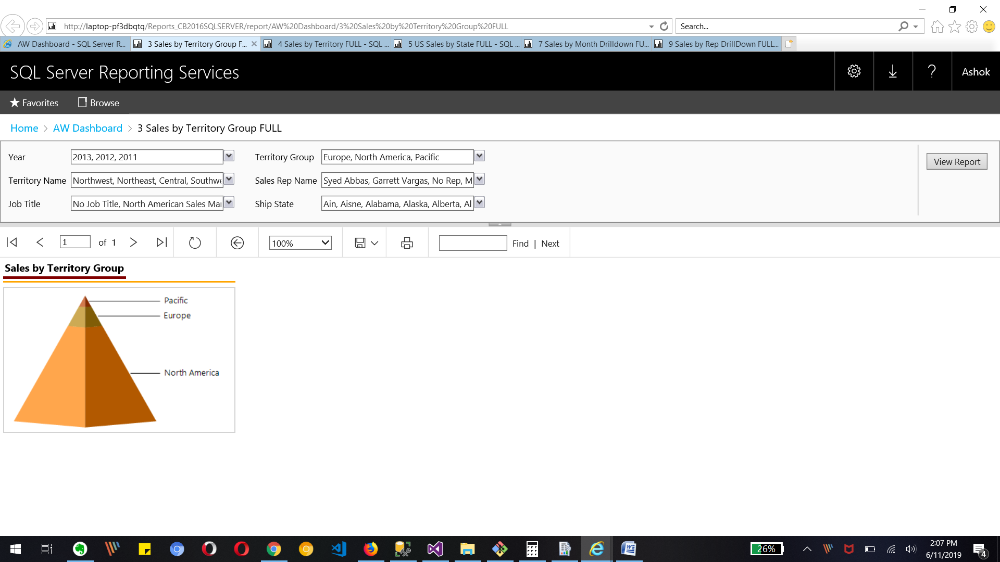 http://laptop-pf3dbqtq/Reports_CB2016SQLSERVER/report/AW%20Dashboard/3%20Sales%20by%20Territory%20Group%20FULL
Search...
AW Dashboard - SQL Server R...
3 Sales by Territory Group F...
4 Sales by Territory FULL - SQL ...
5 US Sales by State FULL - SQL ...
7 Sales by Month Drilldown FU...
9 Sales by Rep DrillDown FULL...
SQL Server Reporting Services
?
Ashok
Favorites
Browse
Home > AW Dashboard > 3 Sales by Territory Group FULL
Year
2013, 2012, 2011
Territory Group
Europe, North America, Pacific
View Report
Territory Name
Northwest, Northeast, Central, Southwe
Sales Rep Name
Syed Abbas, Garrett Vargas, No Rep, M
Job Title
No Job Title, North American Sales Mai
Ship State
Ain, Aisne, Alabama, Alaska, Alberta, Al
1
of 1
100%
Find | Next
Sales by Territory Group
Pacific
Europe
North America
26%
2:07 PM
6/11/2019
4